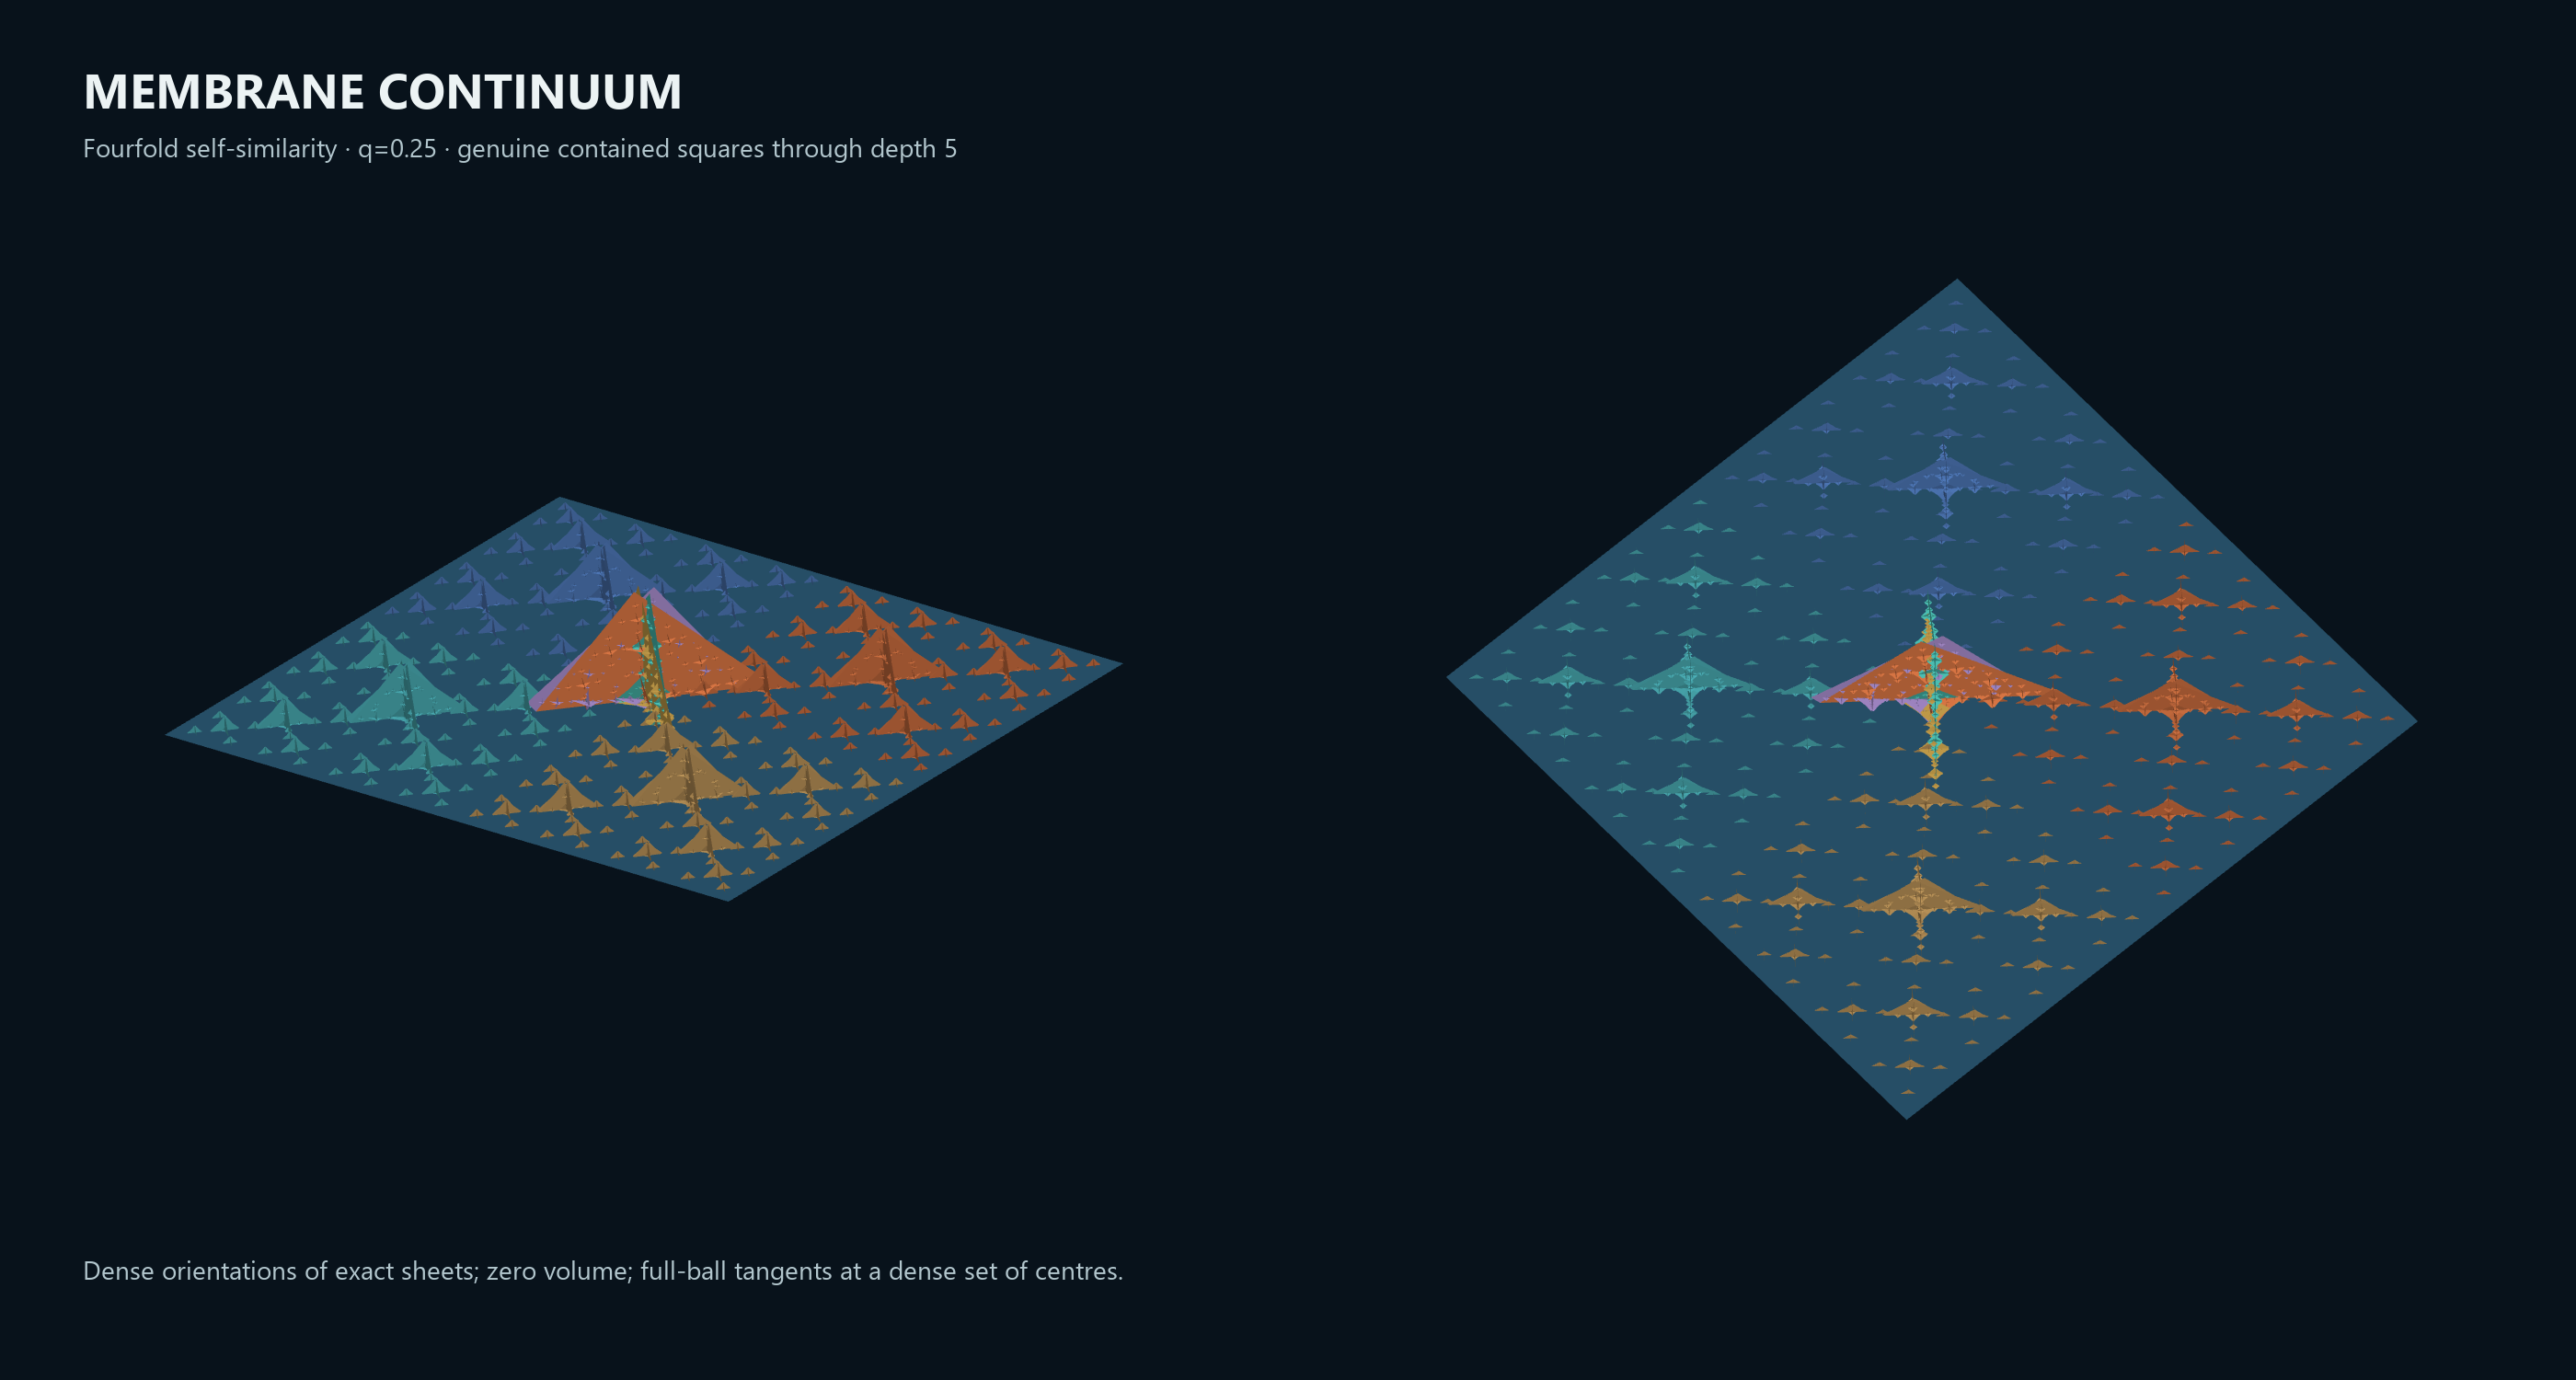 MEMBRANE CONTINUUM
Fourfold self-similarity · q=0.25 · genuine contained squares through depth 5
Dense orientations of exact sheets; zero volume; full-ball tangents at a dense set of centres.